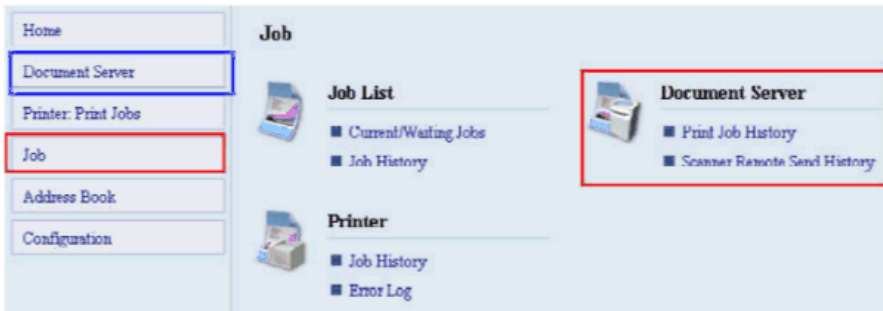 Home
Document Server
Printer: Print Jobs
Job
Address Book
Configuration
Job
Job List
Current/Waiting Jobs
Job History
Document Server
Print Job History
Scanner Remote Send History
Printer
Job History
Error Log